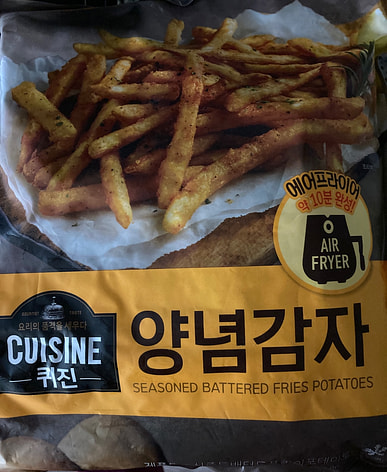 에어프라이어
약 10분 완성!
AIR
FRYER
요리의 품격을 세우다
CUISINE
퀴진
양념감자
SEASONED BATTERED FRIES POTATOES